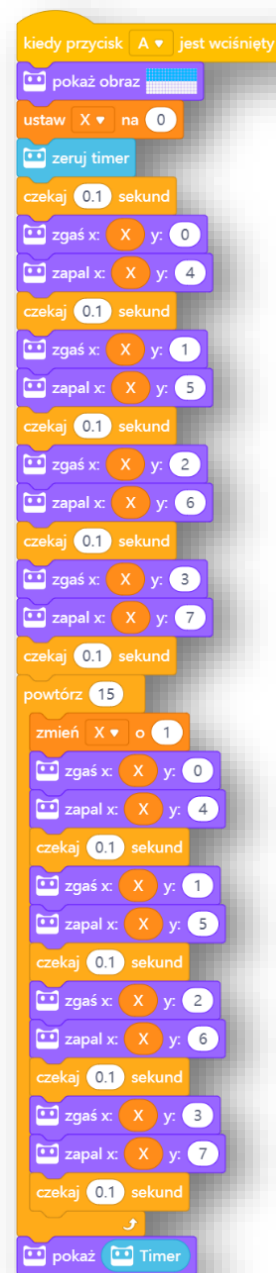 kiedy przycisk A jest wciśnięty
pokaż obraz
ustaw X na 0
zeruj timer
czekaj 0.1 sekund
zgaś x: X y: 0
zapal x: X y: 4
czekaj 0.1 sekund
zgaś x: X y: 1
zapal x: X y: 5
czekaj 0.1 sekund
zgaś x: X y: 2
zapal x: X y: 6
czekaj 0.1 sekund
zgaś x: X y: 3
zapal x: X y: 7
czekaj 0.1 sekund
powtórz 15
zmień X o 1
zgaś x: X y: 0
zapal x: X y: 4
czekaj 0.1 sekund
zgaś x: X y: 1
zapal x: X y: 5
czekaj 0.1 sekund
zgaś x: X y: 2
zapal x: X y: 6
czekaj 0.1 sekund
zgaś x: X y: 3
zapal x: X y: 7
czekaj 0.1 sekund
pokaż Timer